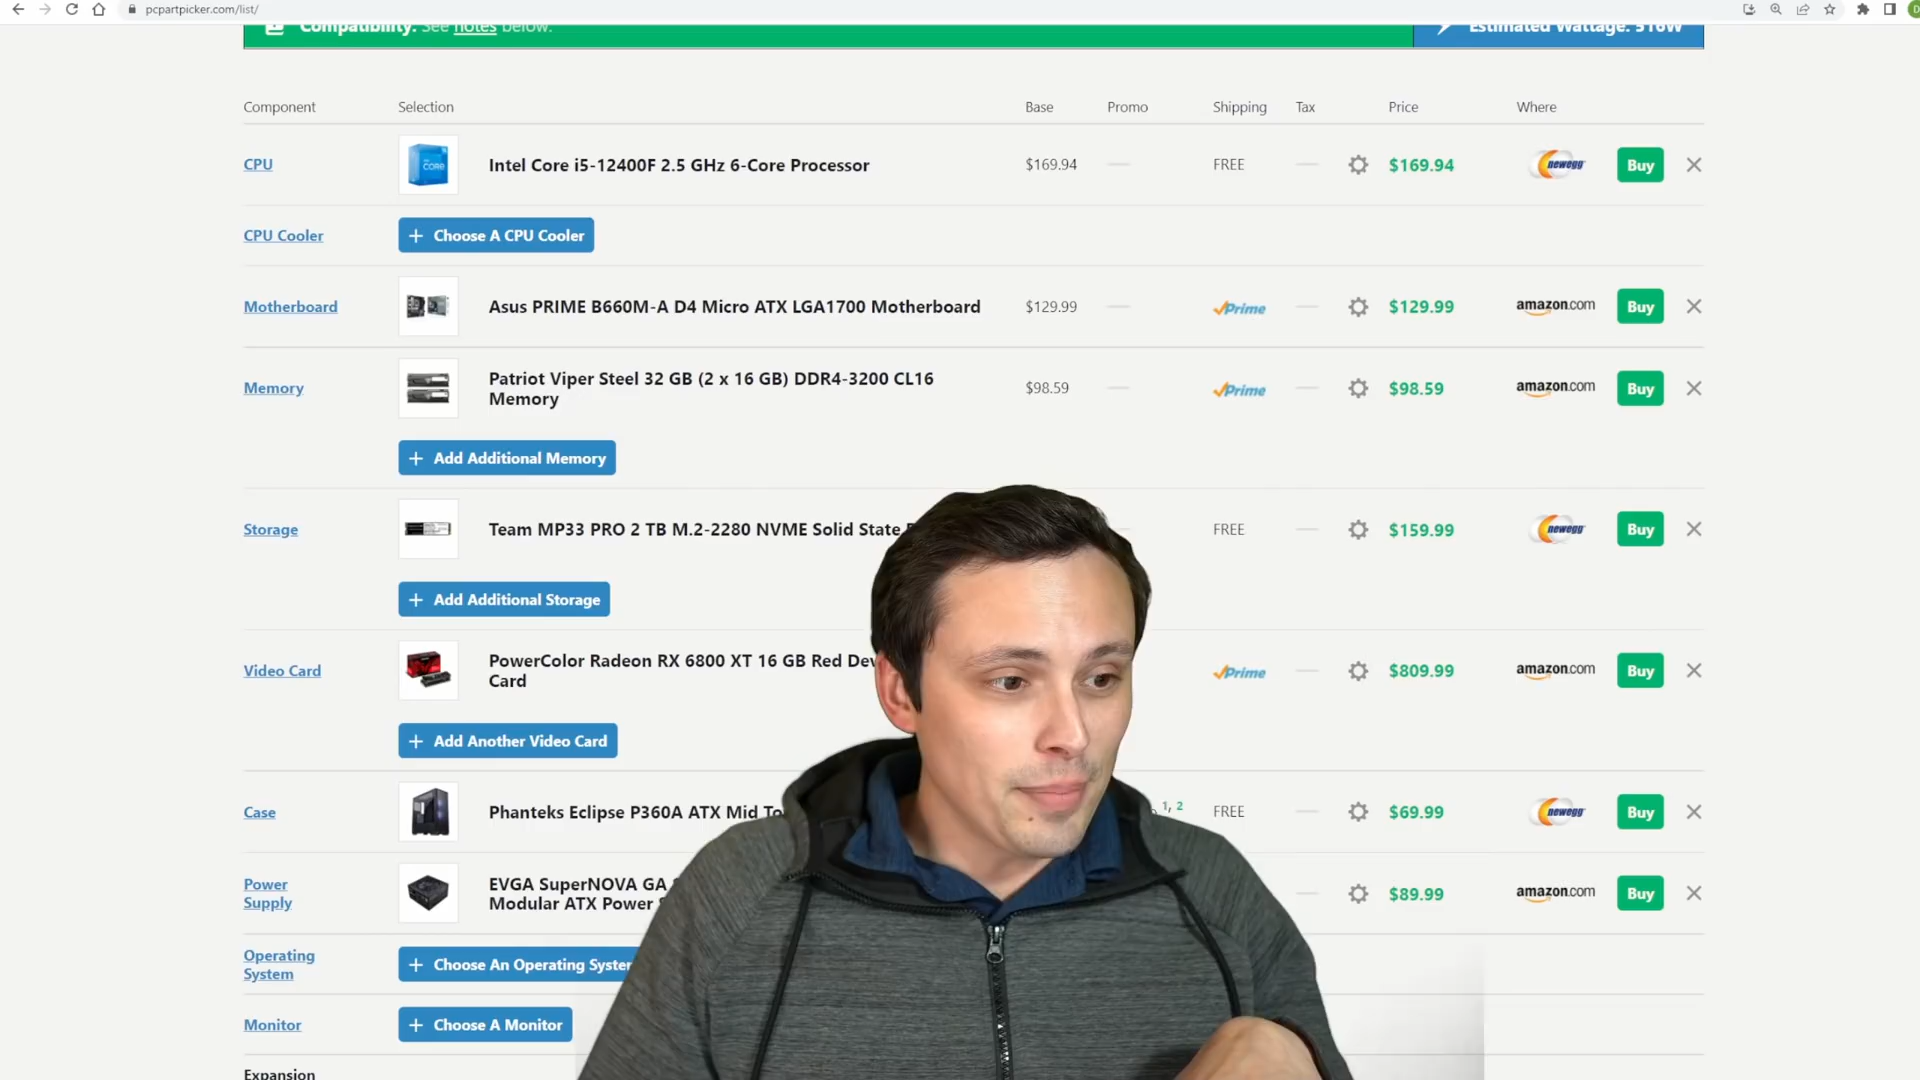 pcpartpicker.com/list/
Compatibility: See notes below.
Estimated Wattage: 516W
Component Selection Base Promo Shipping Tax Price Where
CPU Intel Core i5-12400F 2.5 GHz 6-Core Processor $169.94 — FREE — $169.94 newegg Buy
CPU Cooler + Choose A CPU Cooler
Motherboard Asus PRIME B660M-A D4 Micro ATX LGA1700 Motherboard $129.99 — Prime — $129.99 amazon.com Buy
Memory Patriot Viper Steel 32 GB (2 x 16 GB) DDR4-3200 CL16
Memory $98.59 — Prime — $98.59 amazon.com Buy
+ Add Additional Memory
Storage Team MP33 PRO 2 TB M.2-2280 NVME Solid State FREE — $159.99 newegg Buy
+ Add Additional Storage
Video Card PowerColor Radeon RX 6800 XT 16 GB Red
Card Prime — $809.99 amazon.com Buy
+ Add Another Video Card
Case Phanteks Eclipse P360A ATX Mid 1, 2 FREE — $69.99 newegg Buy
Power
Supply EVGA SuperNOVA GA
Modular ATX Power — $89.99 amazon.com Buy
Operating
System + Choose An Operating
Monitor + Choose A Monitor
Expansion